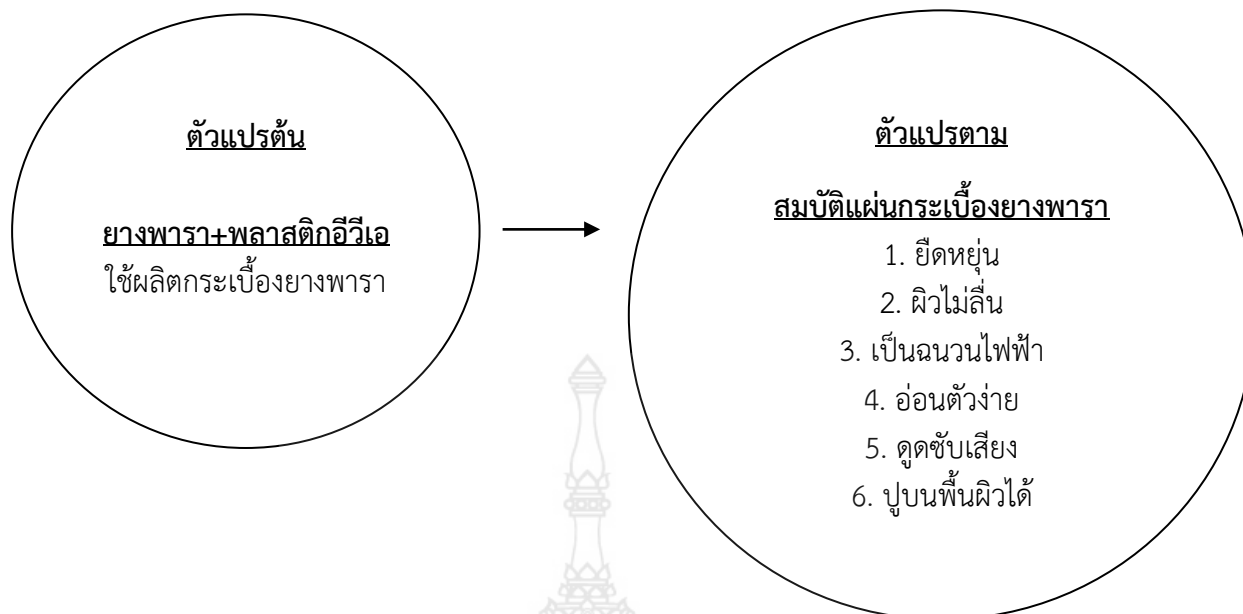 ตัวแปรต้น
ยางพารา+พลาสติกอีวีเอ
ใช้ผลิตกระเบื้องยางพารา
ตัวแปรตาม
สมบัติแผ่นกระเบื้องยางพารา
1. ยืดหยุ่น
2. ผิวไม่ลื่น
3. เป็นฉนวนไฟฟ้า
4. อ่อนตัวง่าย
5. ดูดซับเสียง
6. ปูบนพื้นผิวได้